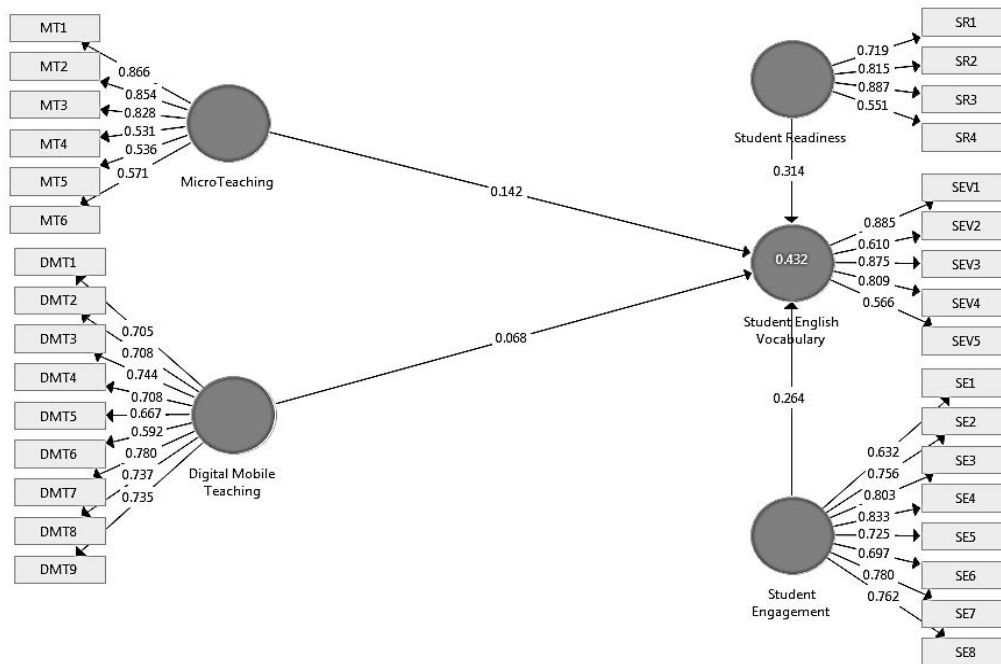 MT1
MT2
MT3
MT4
MT5
MT6
0.866
0.854
0.828
0.531
0.536
0.571
MicroTeaching
DMT1
DMT2
DMT3
DMT4
DMT5
DMT6
DMT7
DMT8
DMT9
0.705
0.708
0.744
0.708
0.667
0.592
0.780
0.737
0.735
Digital Mobile
Teaching
0.142
0.068
Student Readiness
0.314
0.432
Student English
Vocabulary
0.264
Student
Engagement
0.719
0.815
0.887
0.551
SR1
SR2
SR3
SR4
0.885
0.610
0.875
0.809
0.566
SEV1
SEV2
SEV3
SEV4
SEV5
0.632
0.756
0.803
0.833
0.725
0.697
0.780
0.762
SE1
SE2
SE3
SE4
SE5
SE6
SE7
SE8